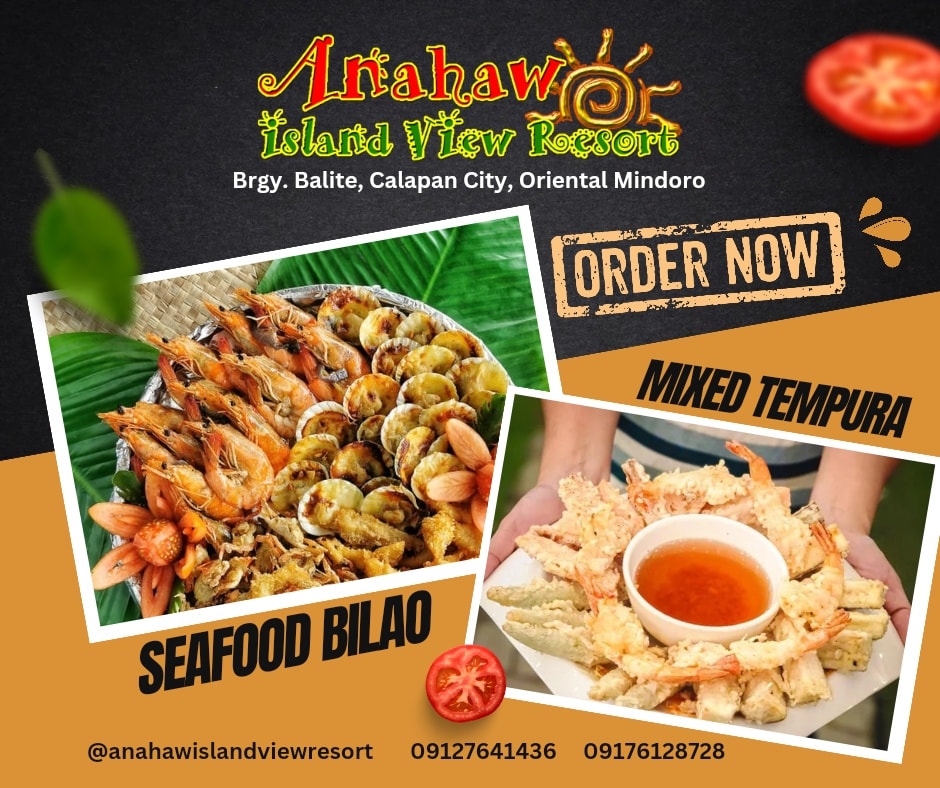 Anahaw
island View Resort
Brgy. Balite, Calapan City, Oriental Mindoro
ORDER NOW
MIXED TEMPURA
SEAFOOD BILAO
@anahawislandviewresort 09127641436 09176128728